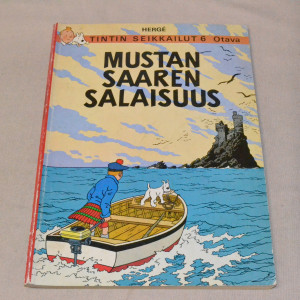 HERGÉ
TINTIN SEIKKAILUT 6 Otava
MUSTAN
SAAREN
SALAISUUS